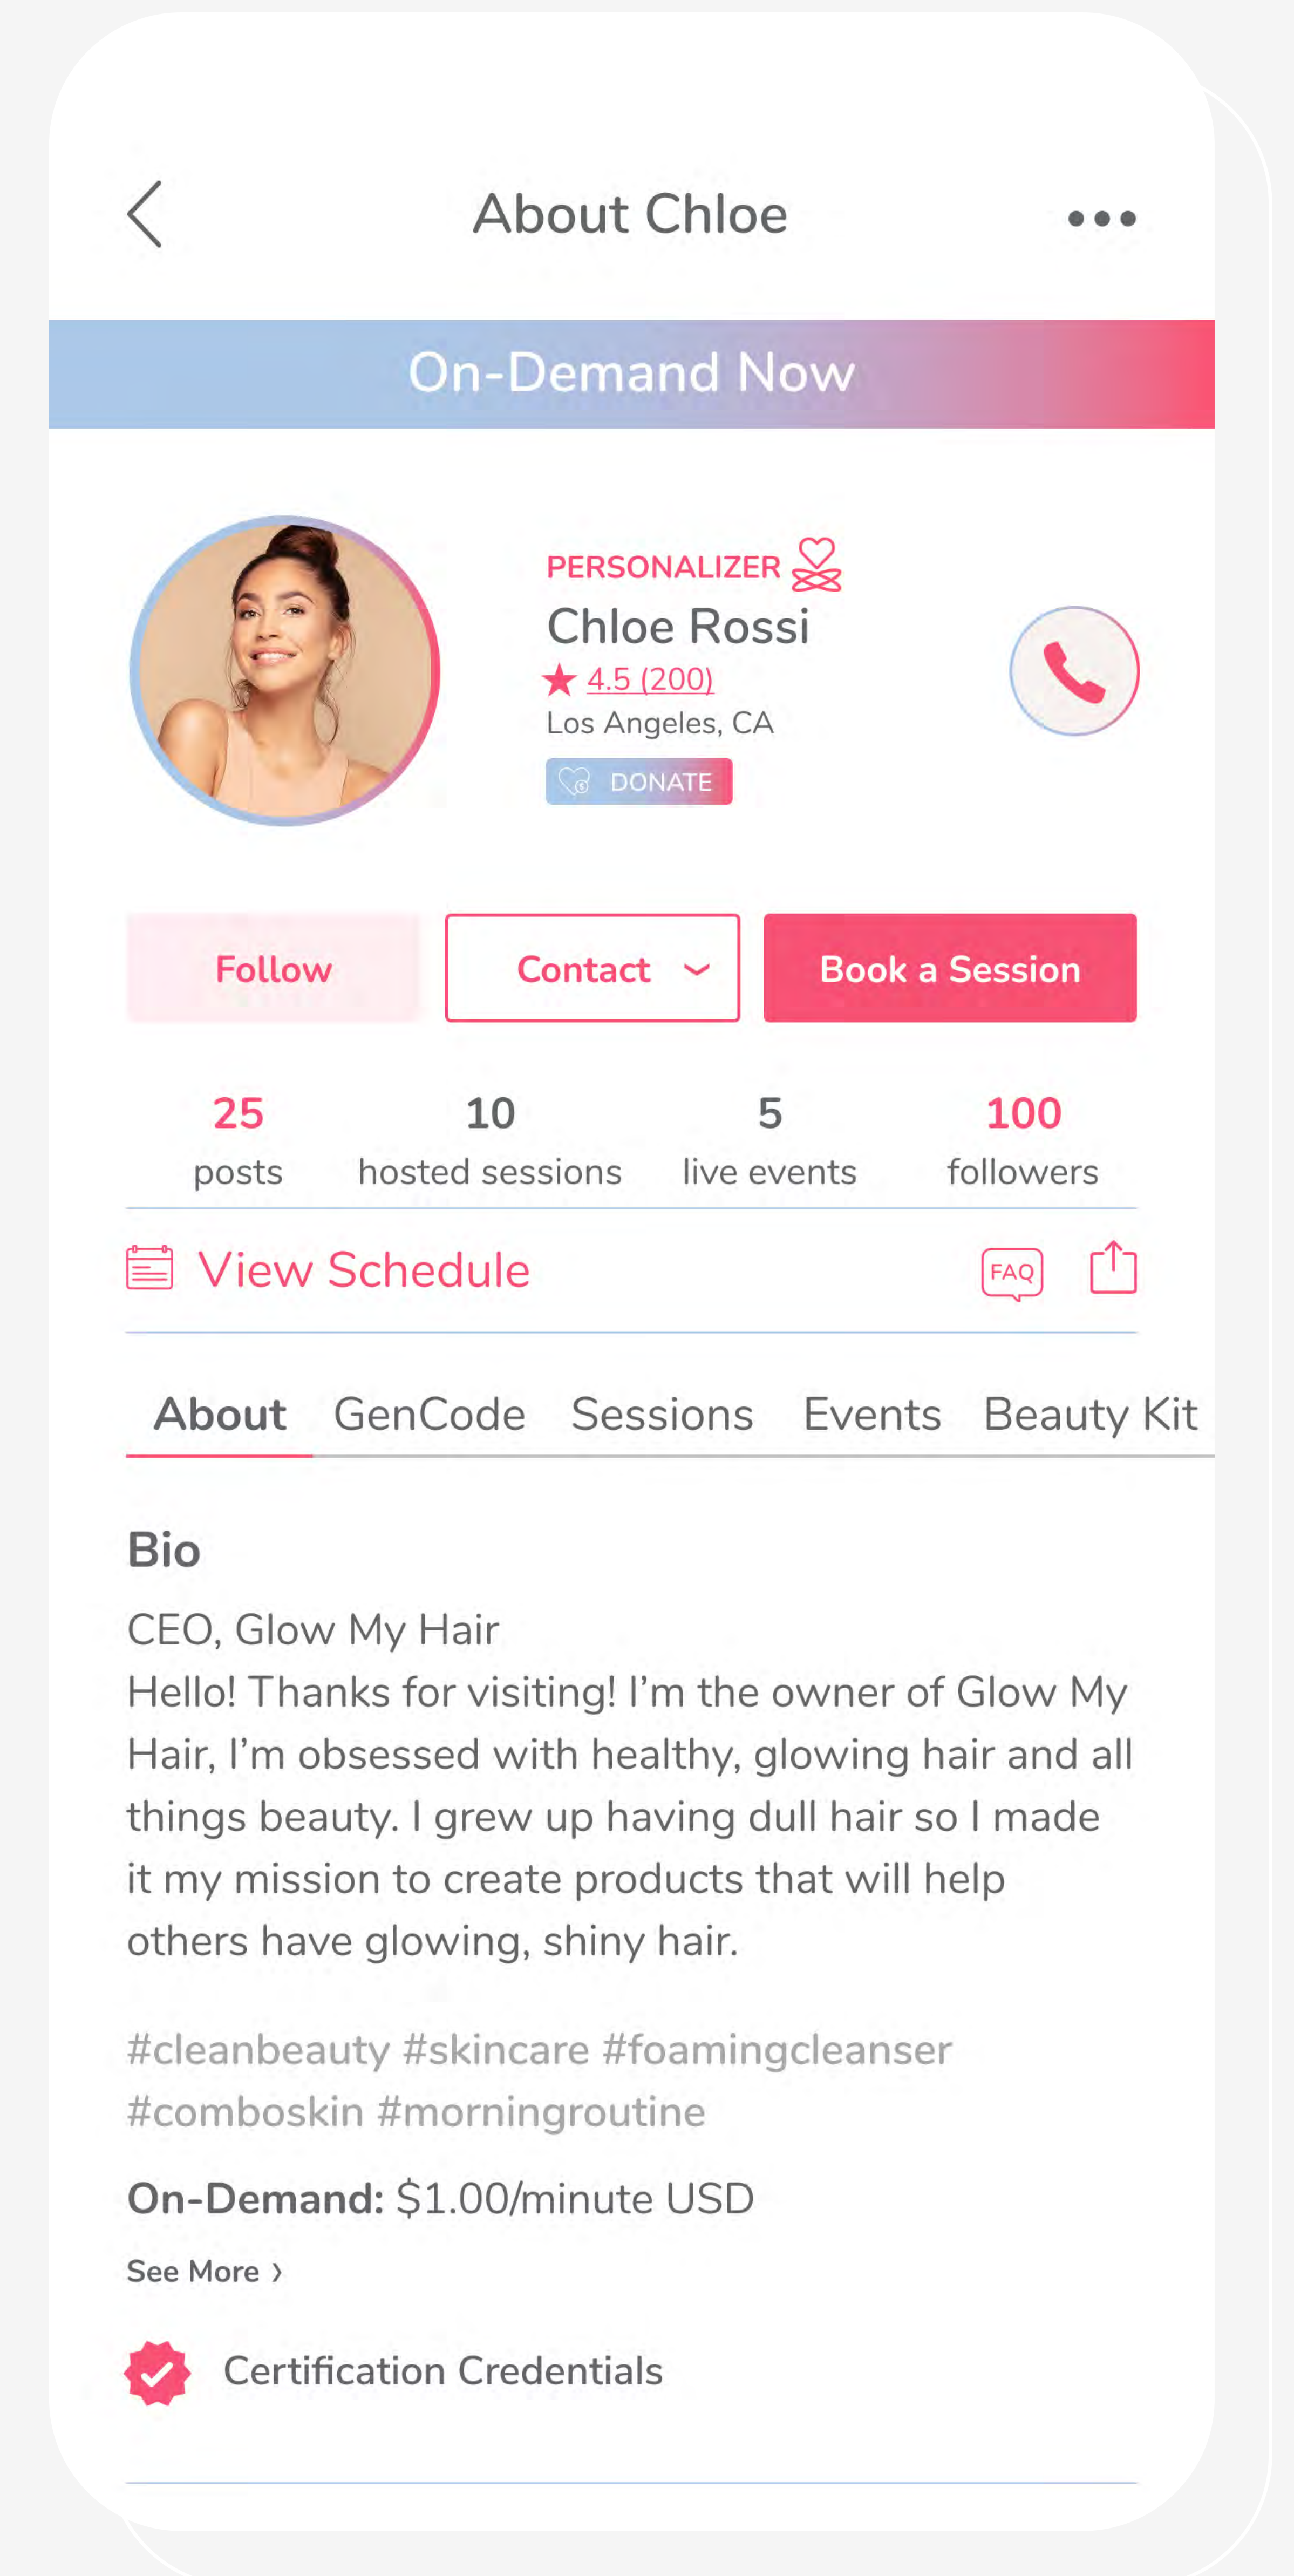 About Chloe
On-Demand Now
PERSONALIZER
Chloe Rossi
4.5 (200)
Los Angeles, CA
DONATE
Follow
Contact
Book a Session
25
posts
10
hosted sessions
5
live events
100
followers
View Schedule
FAQ
About GenCode Sessions Events Beauty Kit
Bio
CEO, Glow My Hair
Hello! Thanks for visiting! I’m the owner of Glow My
Hair, I’m obsessed with healthy, glowing hair and all
things beauty. I grew up having dull hair so I made
it my mission to create products that will help
others have glowing, shiny hair.
#cleanbeauty #skincare #foamingcleanser
#comboskin #morningroutine
On-Demand: $1.00/minute USD
See More ›
Certification Credentials